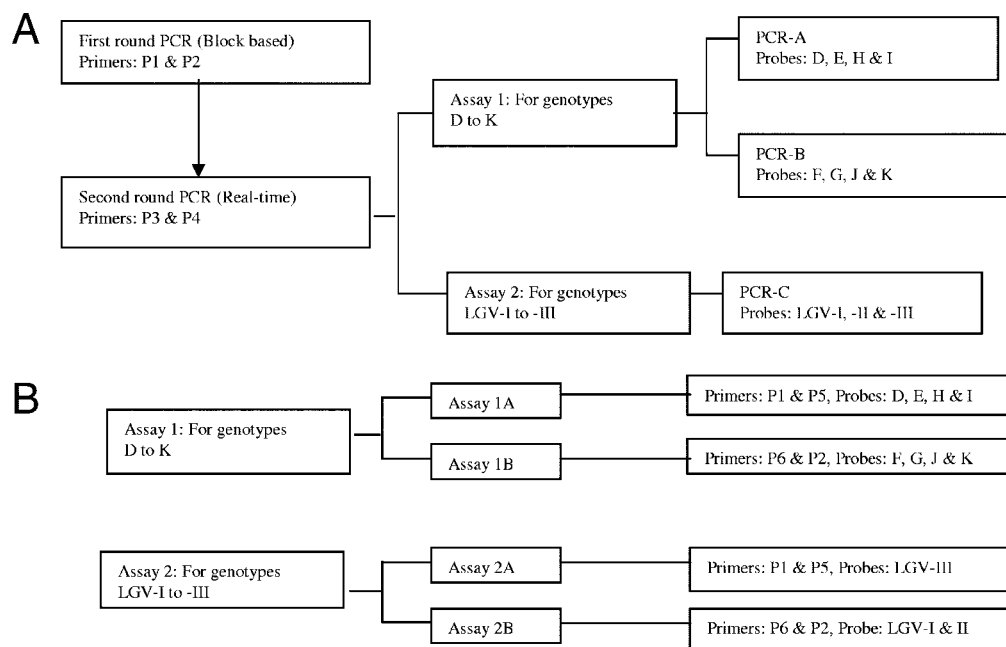 A
First round PCR (Block based)
Primers: P1 & P2
Second round PCR (Real-time)
Primers: P3 & P4
Assay 1: For genotypes
D to K
Assay 2: For genotypes
LGV-I to -III
PCR-A
Probes: D, E, H & I
PCR-B
Probes: F, G, J & K
PCR-C
Probes: LGV-I, -II & -III
B
Assay 1: For genotypes
D to K
Assay 1A
Primers: P1 & P5, Probes: D, E, H & I
Assay 1B
Primers: P6 & P2, Probes: F, G, J & K
Assay 2: For genotypes
LGV-I to -III
Assay 2A
Primers: P1 & P5, Probes: LGV-III
Assay 2B
Primers: P6 & P2, Probe: LGV-I & II